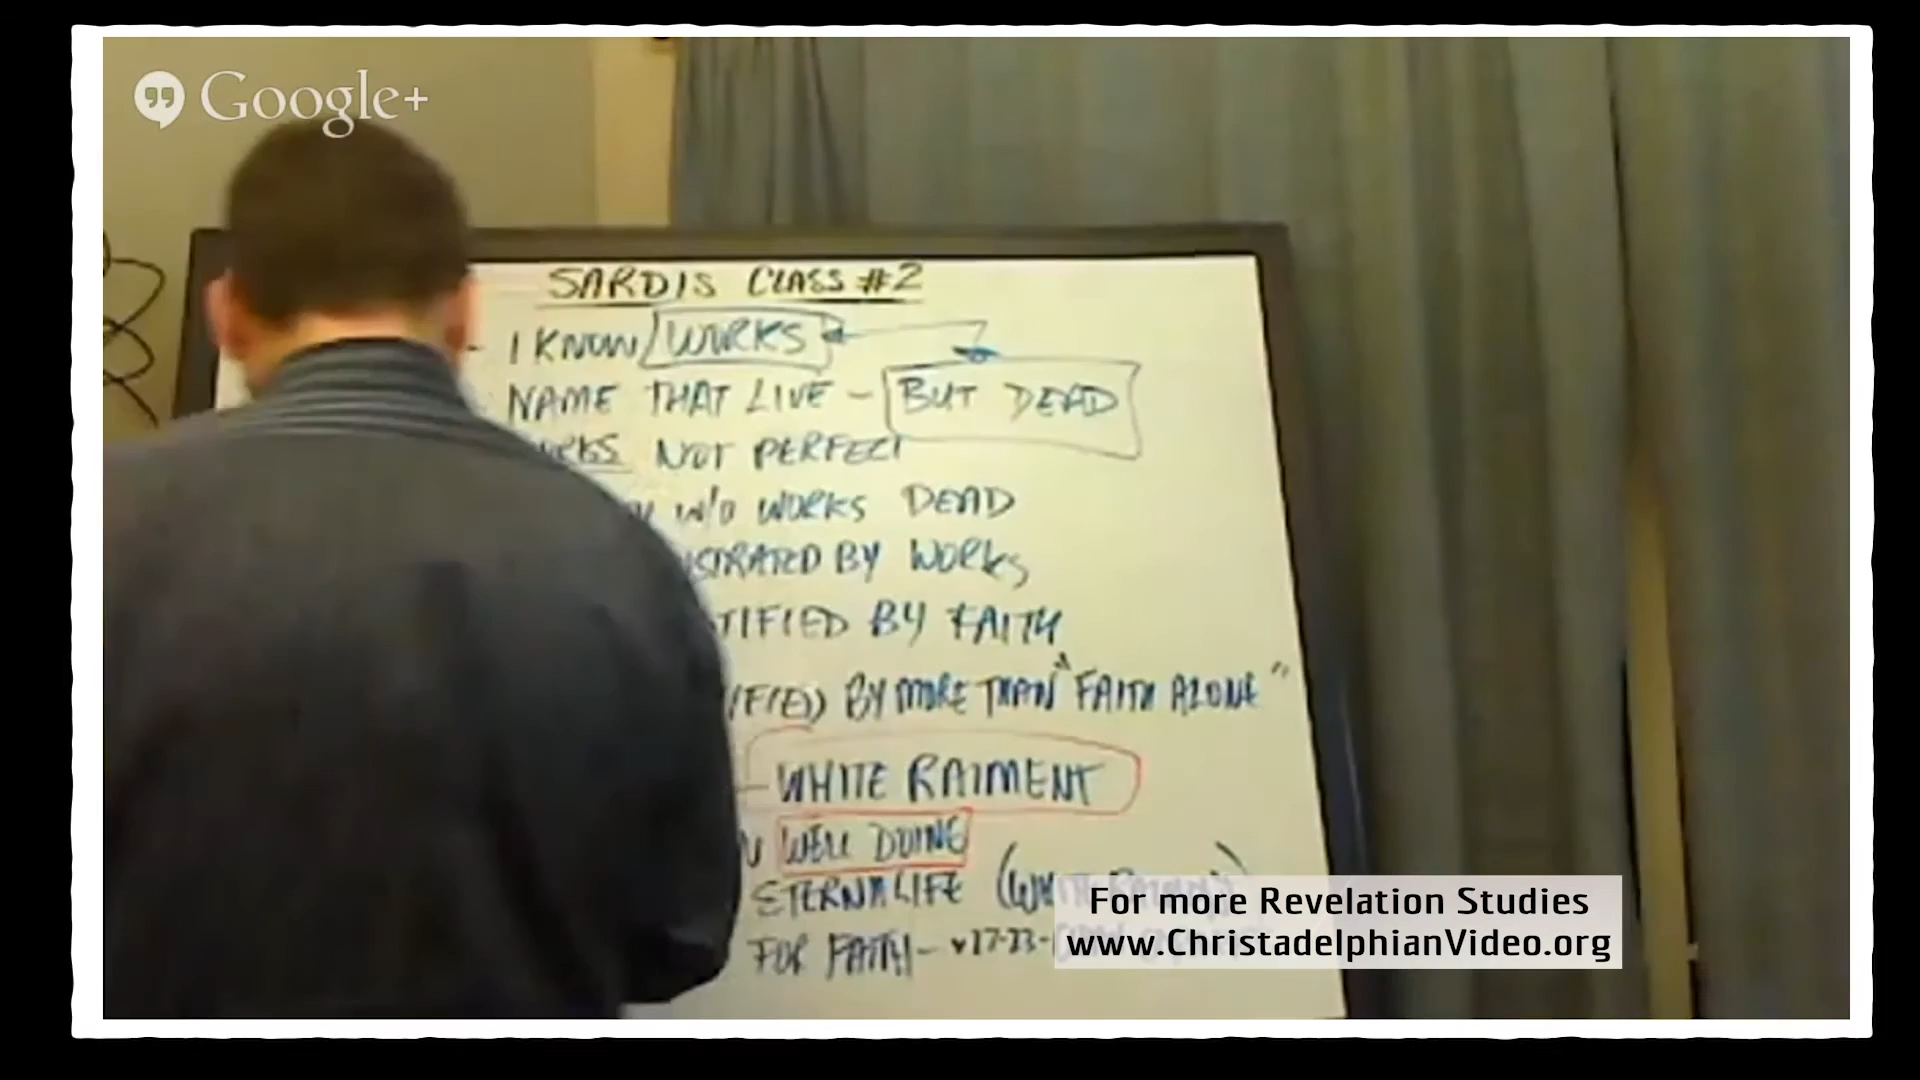 Google+
SARDIS CLASS #2
- I KNOW WORKS
NAME THAT LIVE - BUT DEAD
WORKS NOT PERFECT
W/O WORKS DEAD
BY WORKS
BY FAITH
BY MORE THAN "FAITH ALONE"
- WHITE RAIMENT
WELL DOING
ETERNAL LIFE
FOR FAITH - v 17-23-
For more Revelation Studies
www.ChristadelphianVideo.org